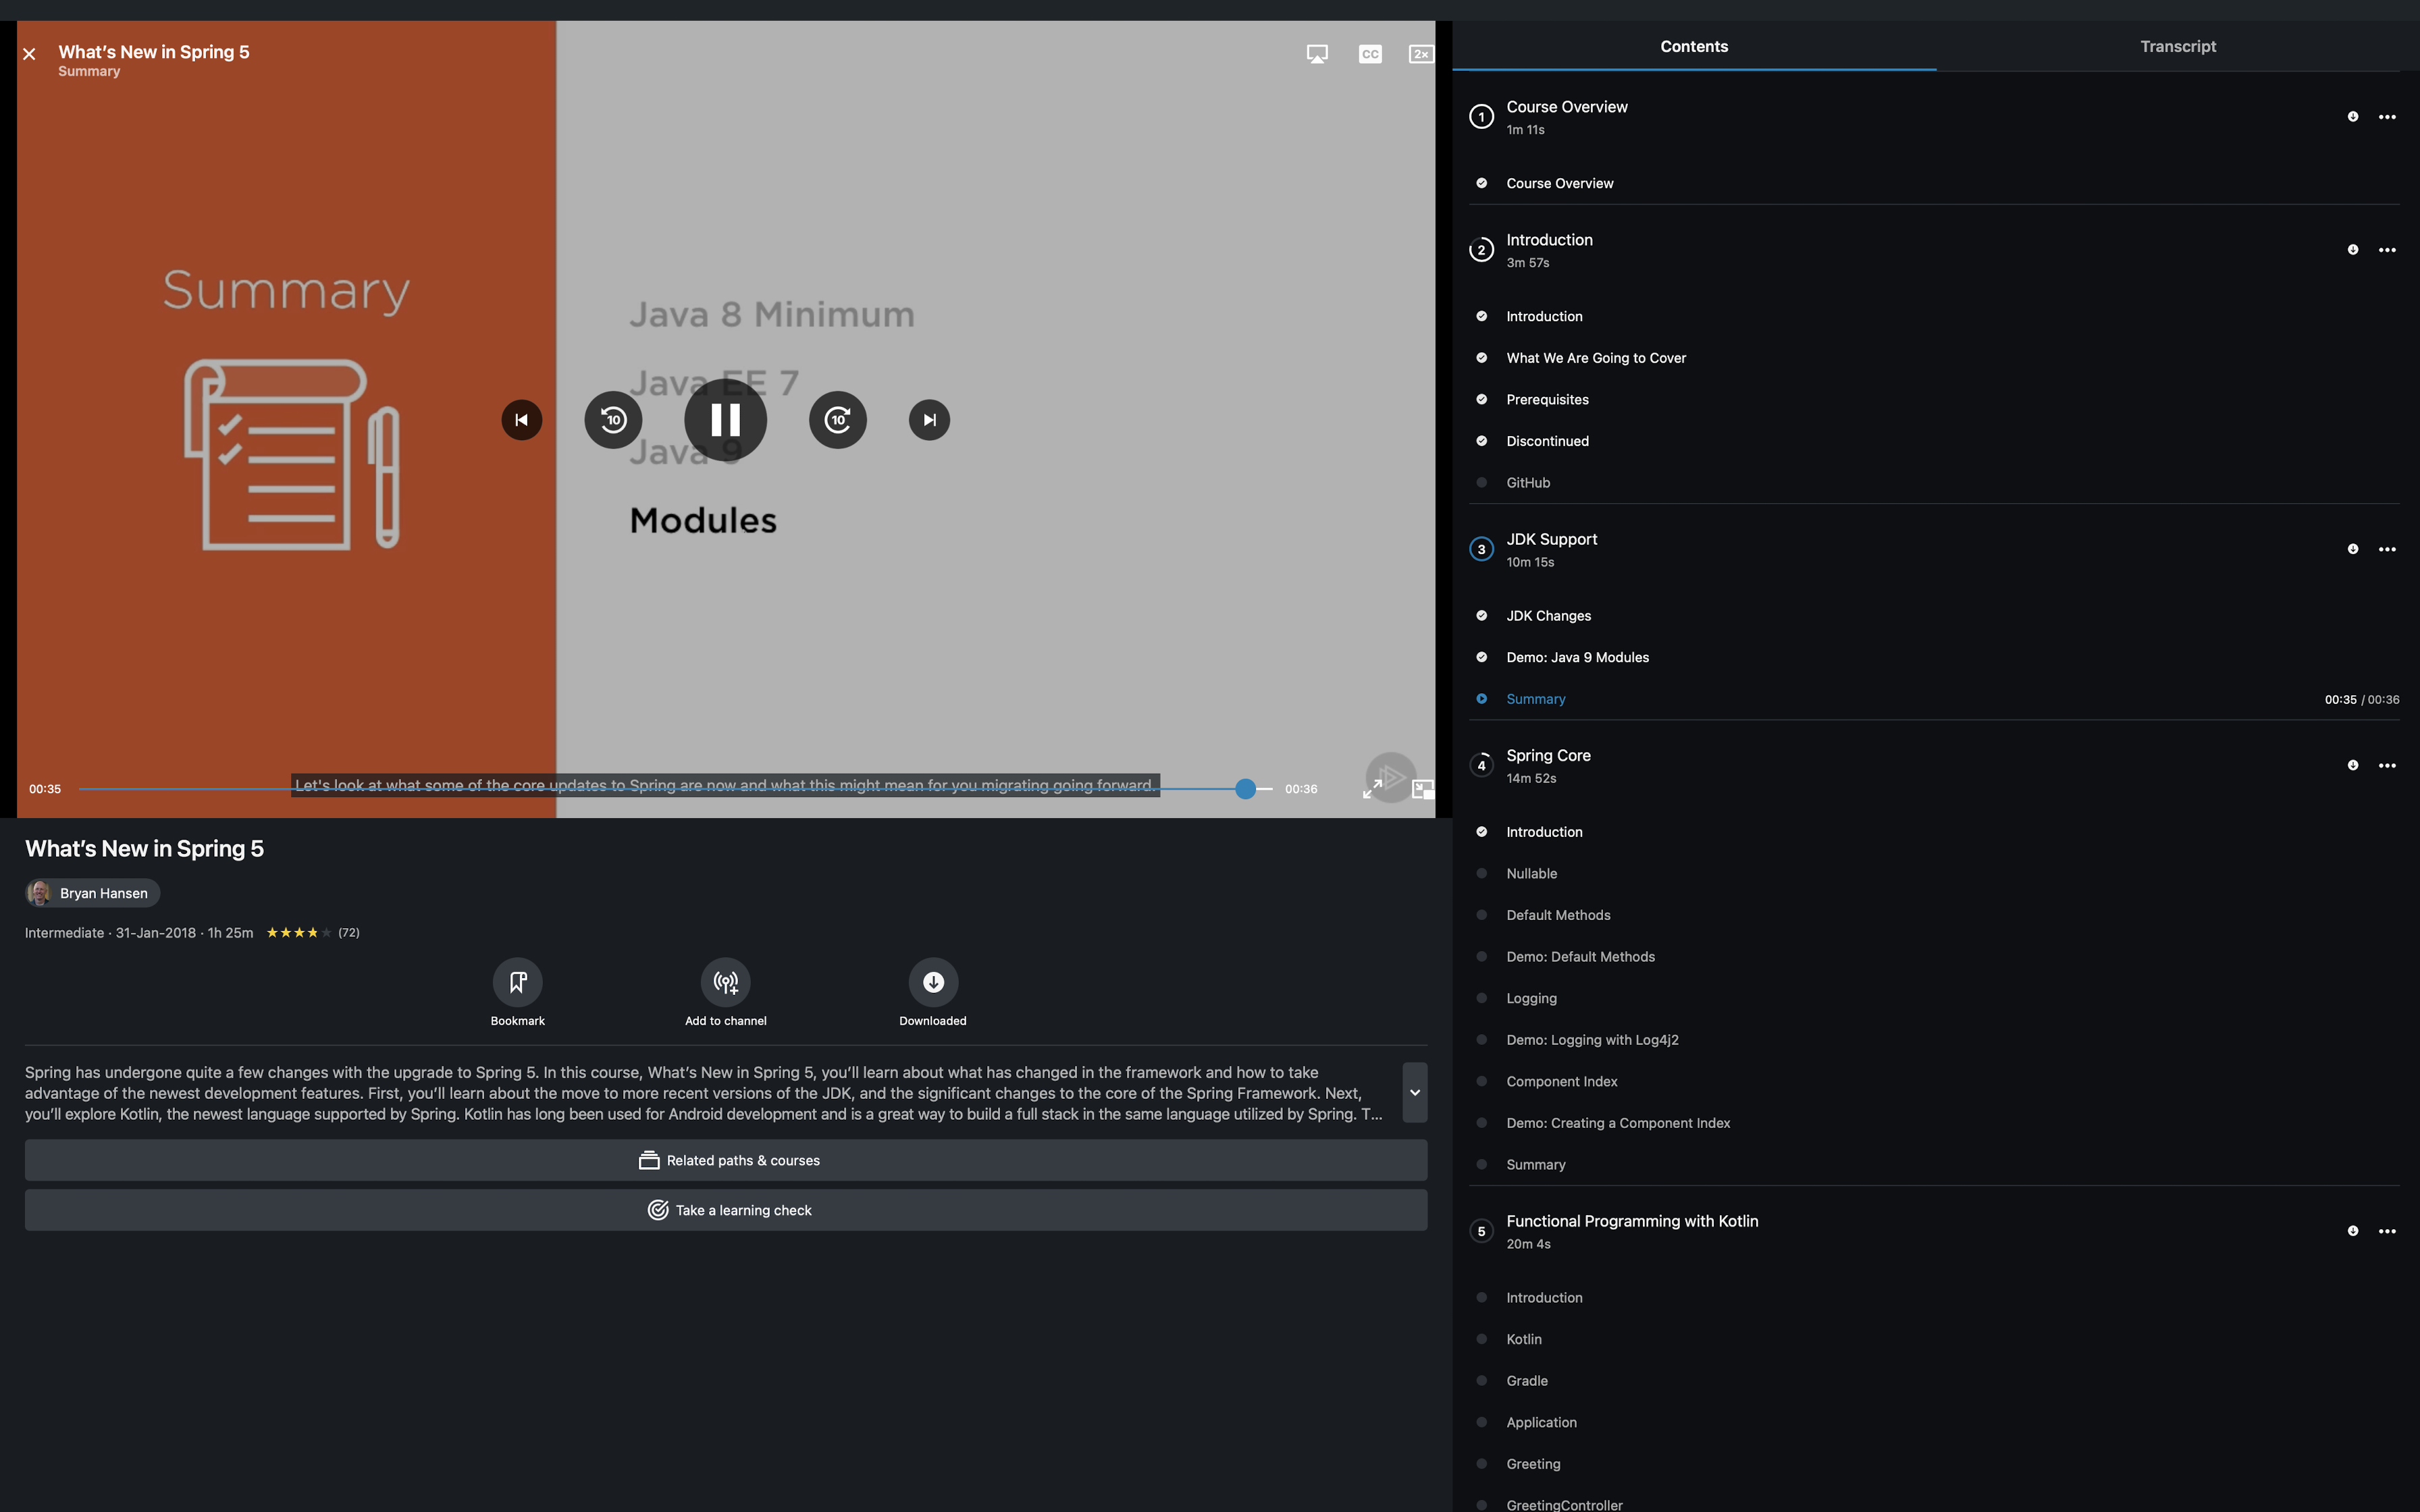 What's New in Spring 5
Summary
CC
2×
Summary
Java 8 Minimum
Java EE 7
Java 9
Modules
10
10
00:35
Let's look at what some of the core updates to Spring are now and what this might mean for you migrating going forward.
00:36
What's New in Spring 5
Bryan Hansen
Intermediate · 31-Jan-2018 · 1h 25m ★★★★★ (72)
Bookmark
Add to channel
Downloaded
Spring has undergone quite a few changes with the upgrade to Spring 5. In this course, What's New in Spring 5, you'll learn about what has changed in the framework and how to take
advantage of the newest development features. First, you'll learn about the move to more recent versions of the JDK, and the significant changes to the core of the Spring Framework. Next,
you'll explore Kotlin, the newest language supported by Spring. Kotlin has long been used for Android development and is a great way to build a full stack in the same language utilized by Spring. T...
Related paths & courses
Take a learning check
Contents
Transcript
1
Course Overview
1m 11s
Course Overview
2
Introduction
3m 57s
Introduction
What We Are Going to Cover
Prerequisites
Discontinued
GitHub
3
JDK Support
10m 15s
JDK Changes
Demo: Java 9 Modules
Summary
00:35 / 00:36
4
Spring Core
14m 52s
Introduction
Nullable
Default Methods
Demo: Default Methods
Logging
Demo: Logging with Log4j2
Component Index
Demo: Creating a Component Index
Summary
5
Functional Programming with Kotlin
20m 4s
Introduction
Kotlin
Gradle
Application
Greeting
GreetingController